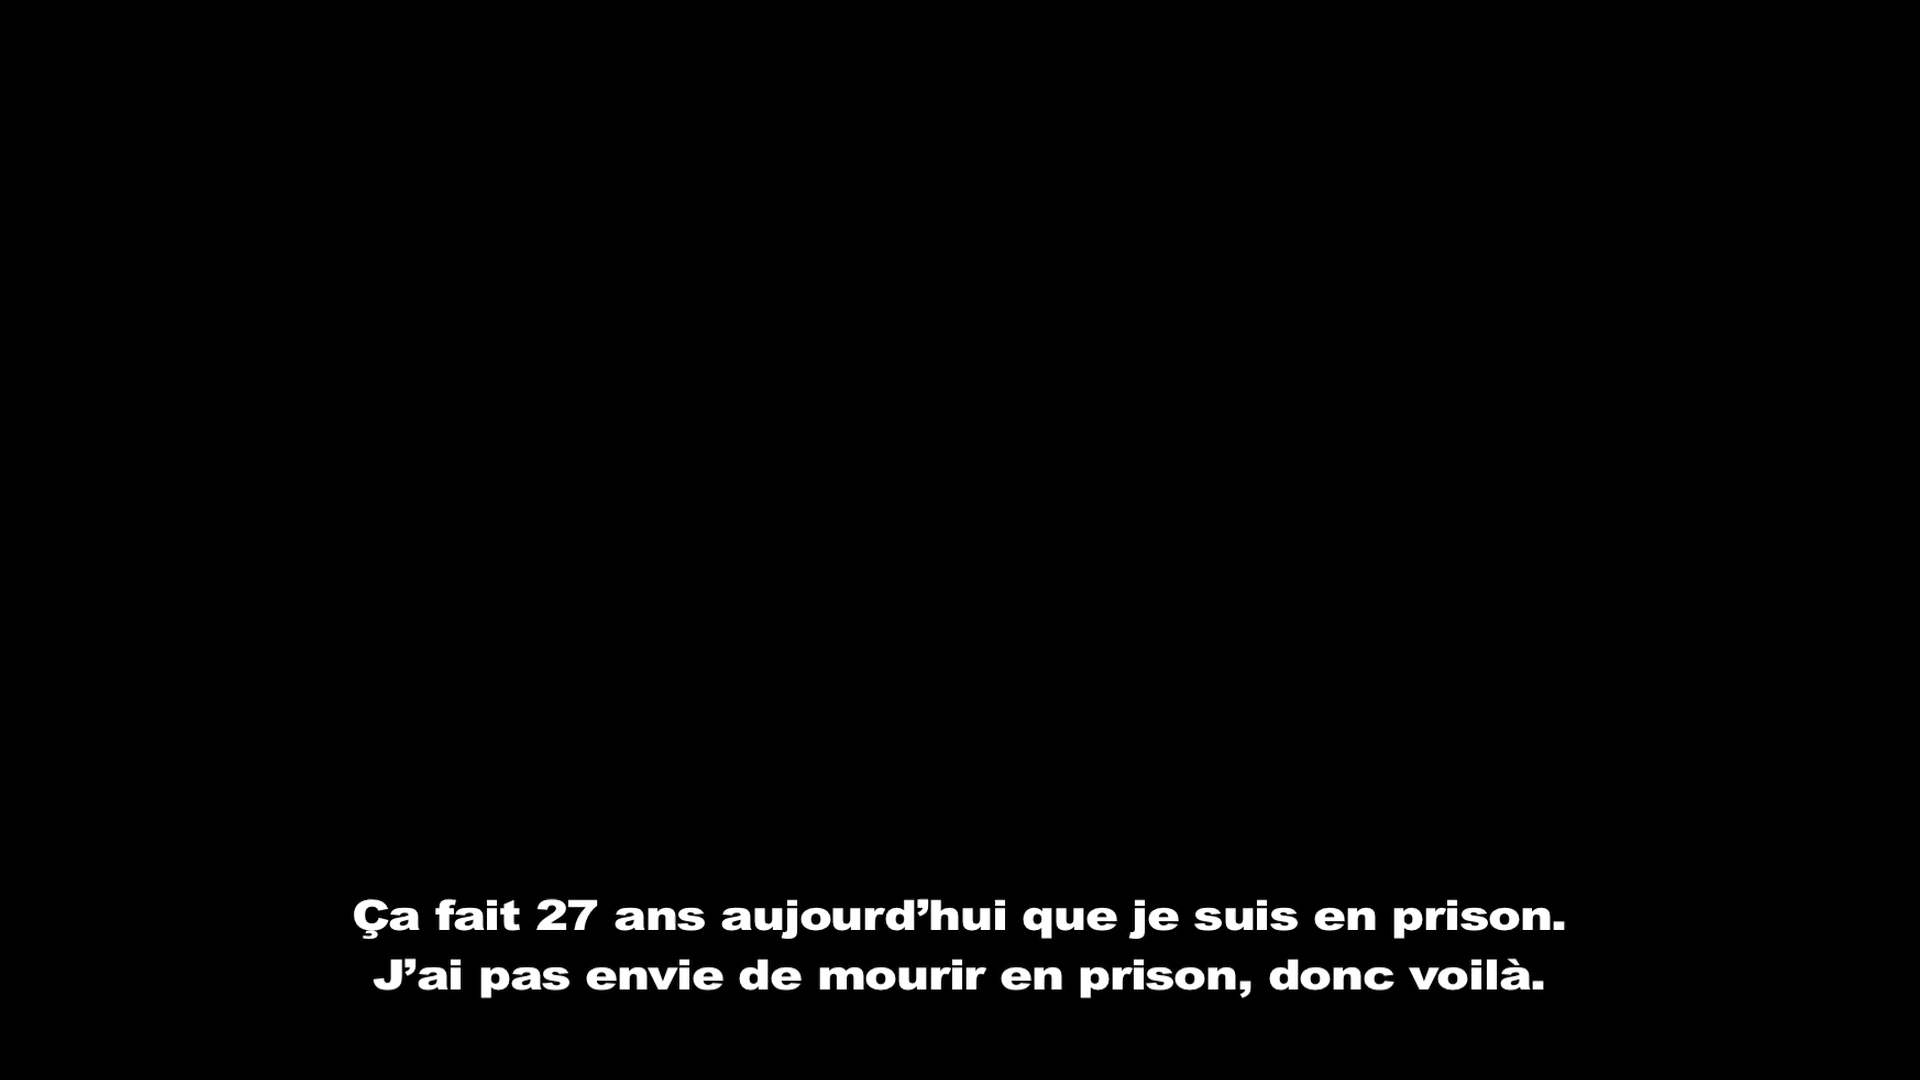 Ça fait 27 ans aujourd’hui que je suis en prison.
J’ai pas envie de mourir en prison, donc voilà.